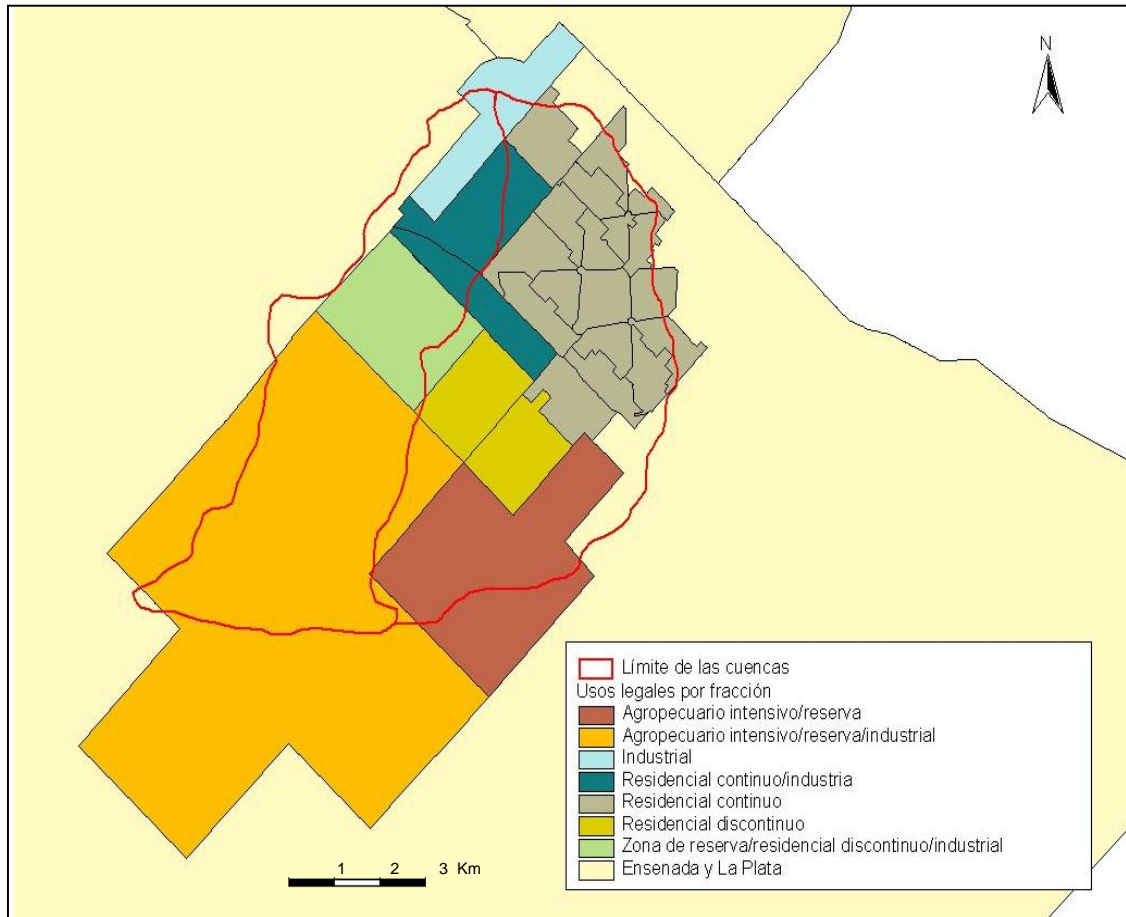 N
Límite de las cuencas
Usos legales por fracción
Agropecuario intensivo/reserva
Agropecuario intensivo/reserva/industrial
Industrial
Residencial continuo/industria
Residencial continuo
Residencial discontinuo
Zona de reserva/residencial discontinuo/industrial
Ensenada y La Plata
1 2 3 Km